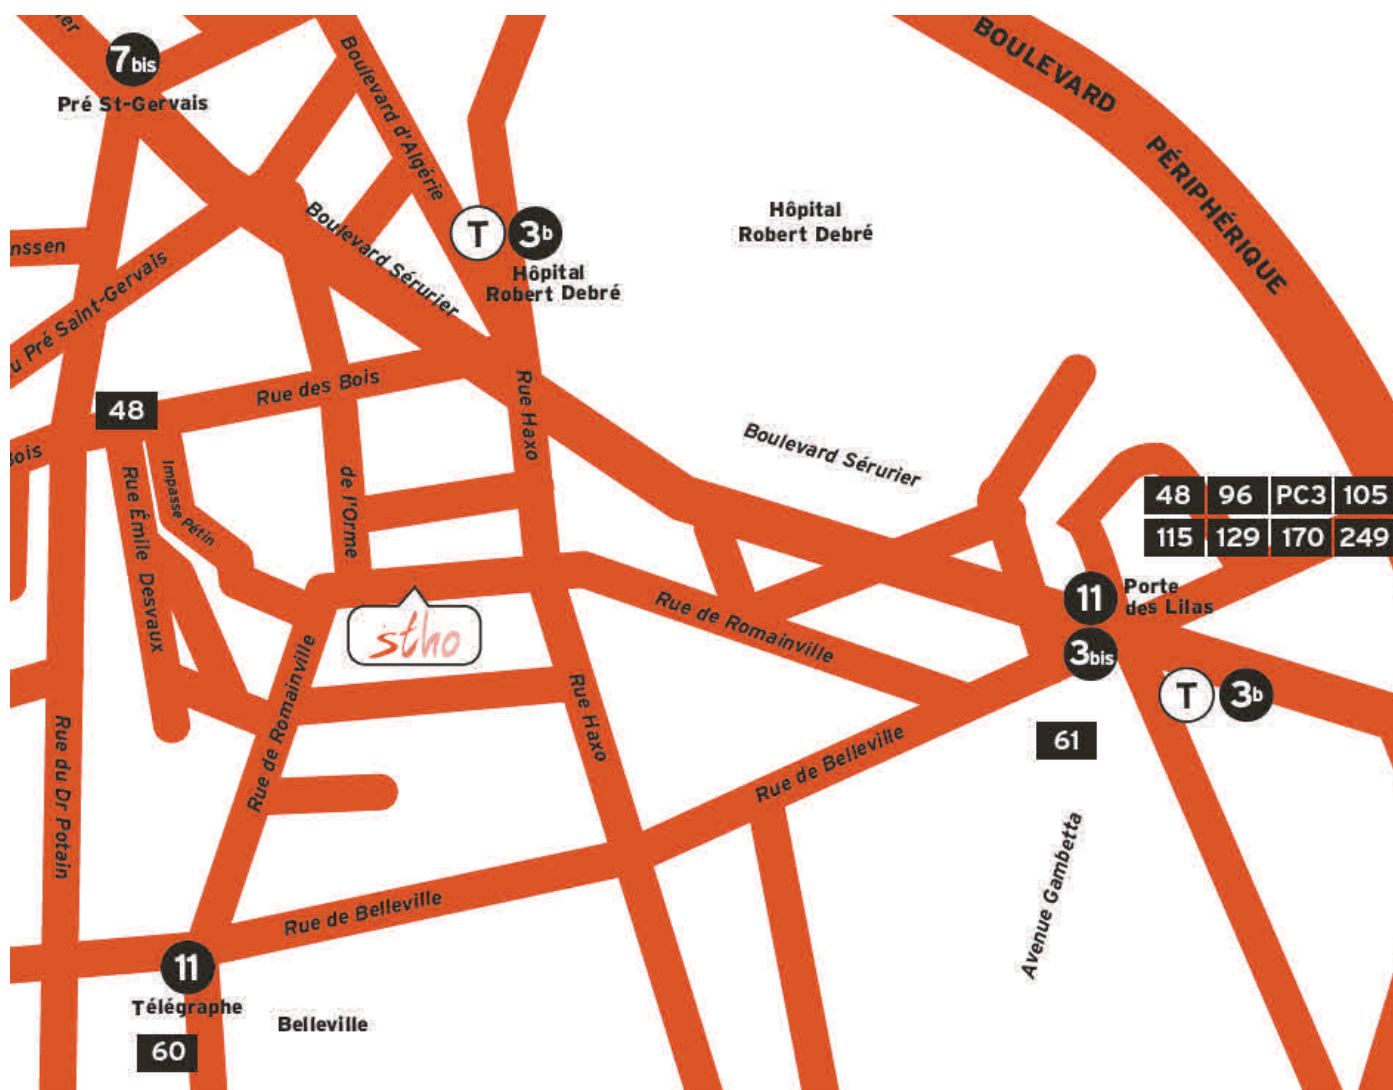 7bis
Pré St-Gervais
Boulevard d'Algérie
BOULEVARD
PÉRIPHÉRIQUE
Boulevard Sérurier
T 3b
Hôpital
Robert Debré
Hôpital
Robert Debré
nssen
u Pré Saint-Gervais
Rue des Bois
48
Bois
Rue Haxo
Boulevard Sérurier
Impasse Pétin
Rue Émile Desvaux
de l'Orme
48 96 PC3 105
115 129 170 249
11
Porte
des Lilas
3bis
T 3b
stho
Rue de Romainville
Rue de Romainville
Rue Haxo
61
Rue du Dr Potain
Rue de Belleville
Avenue Gambetta
Rue de Belleville
11
Télégraphe
Belleville
60